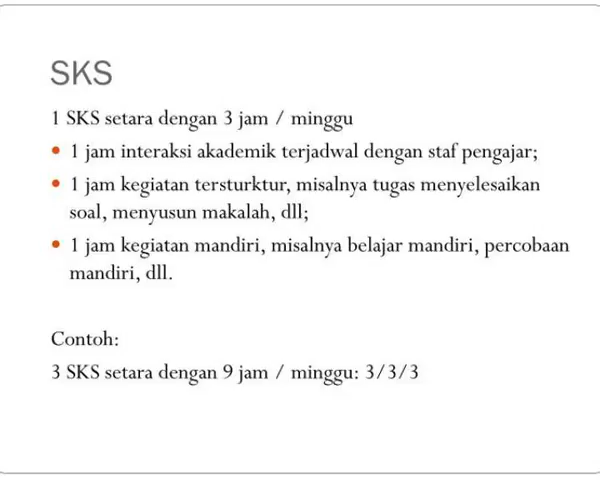 SKS
1 SKS setara dengan 3 jam / minggu
• 1 jam interaksi akademik terjadwal dengan staf pengajar;
• 1 jam kegiatan tersturktur, misalnya tugas menyelesaikan
soal, menyusun makalah, dll;
• 1 jam kegiatan mandiri, misalnya belajar mandiri, percobaan
mandiri, dll.
Contoh:
3 SKS setara dengan 9 jam / minggu: 3/3/3